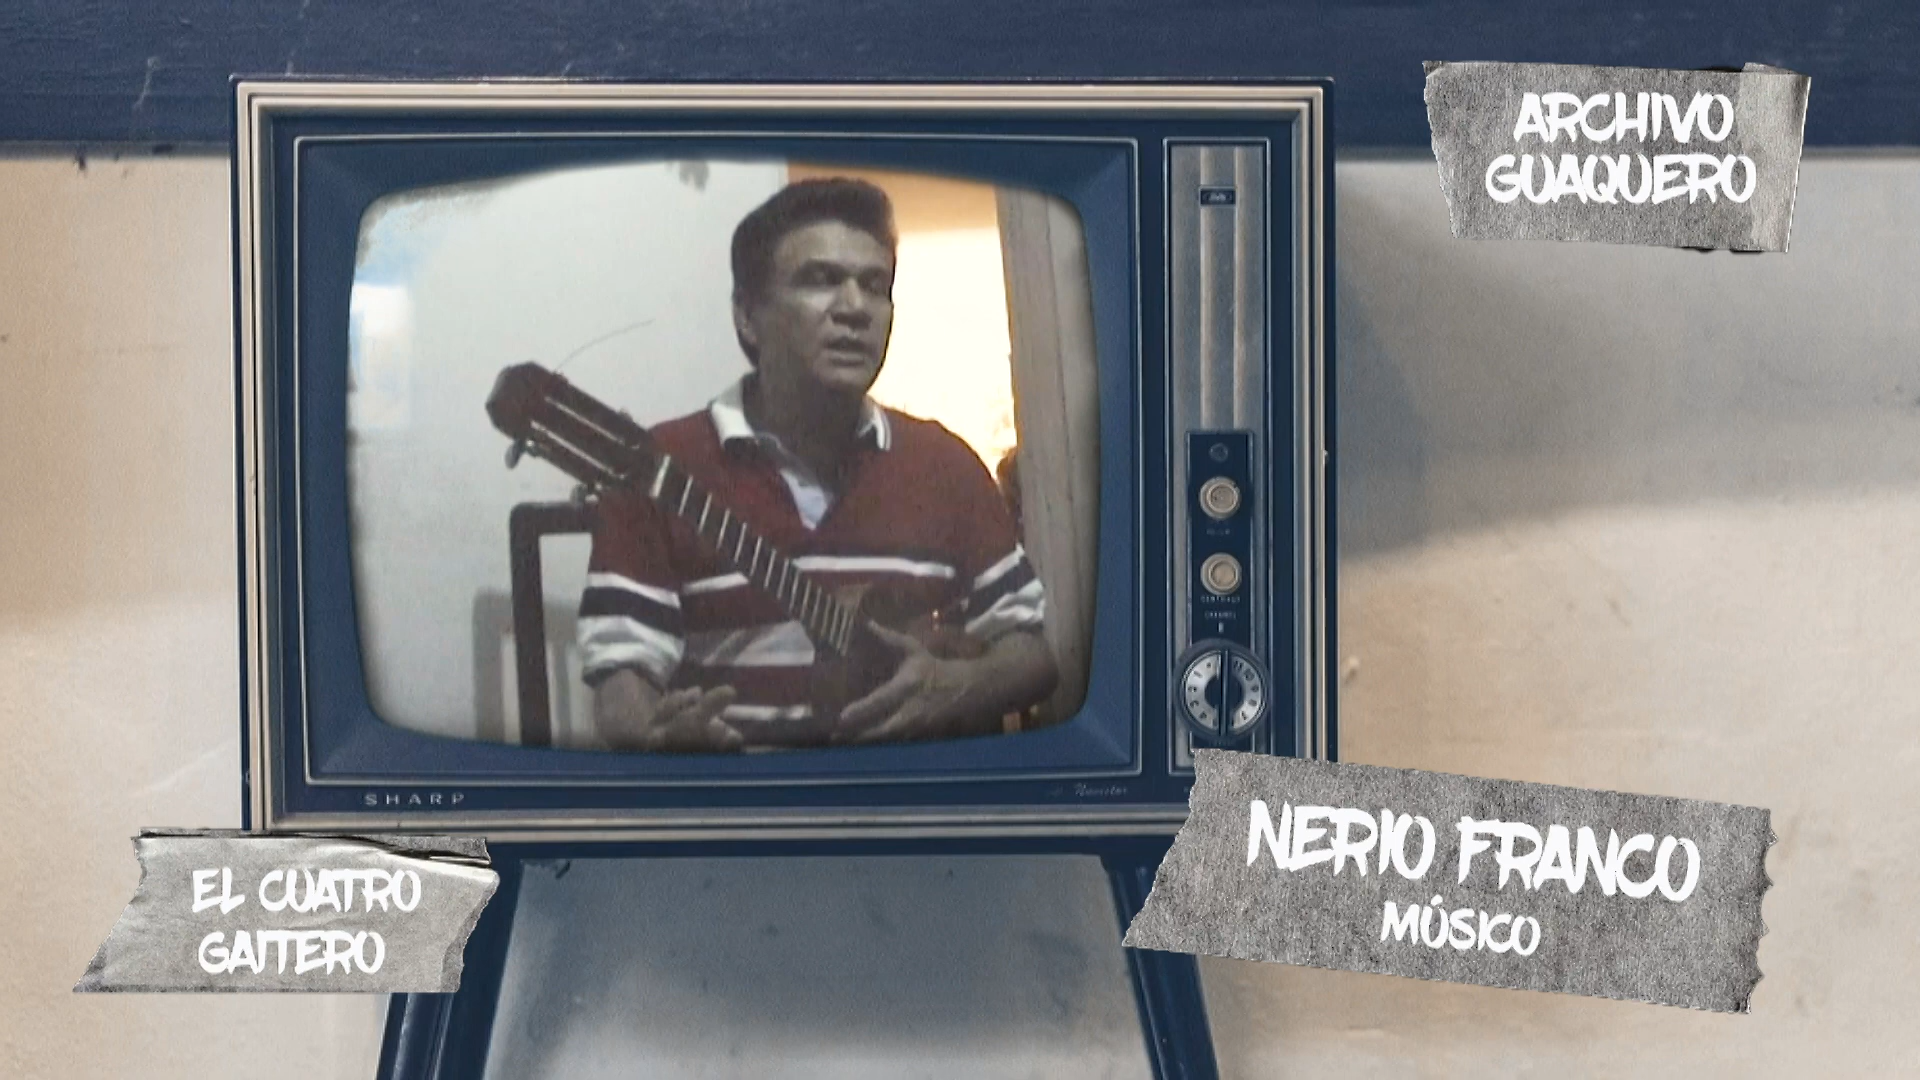 ARCHIVO
GUAQUERO
SHARP
EL CUATRO
GAITERO
NERIO FRANCO
MÚSICO